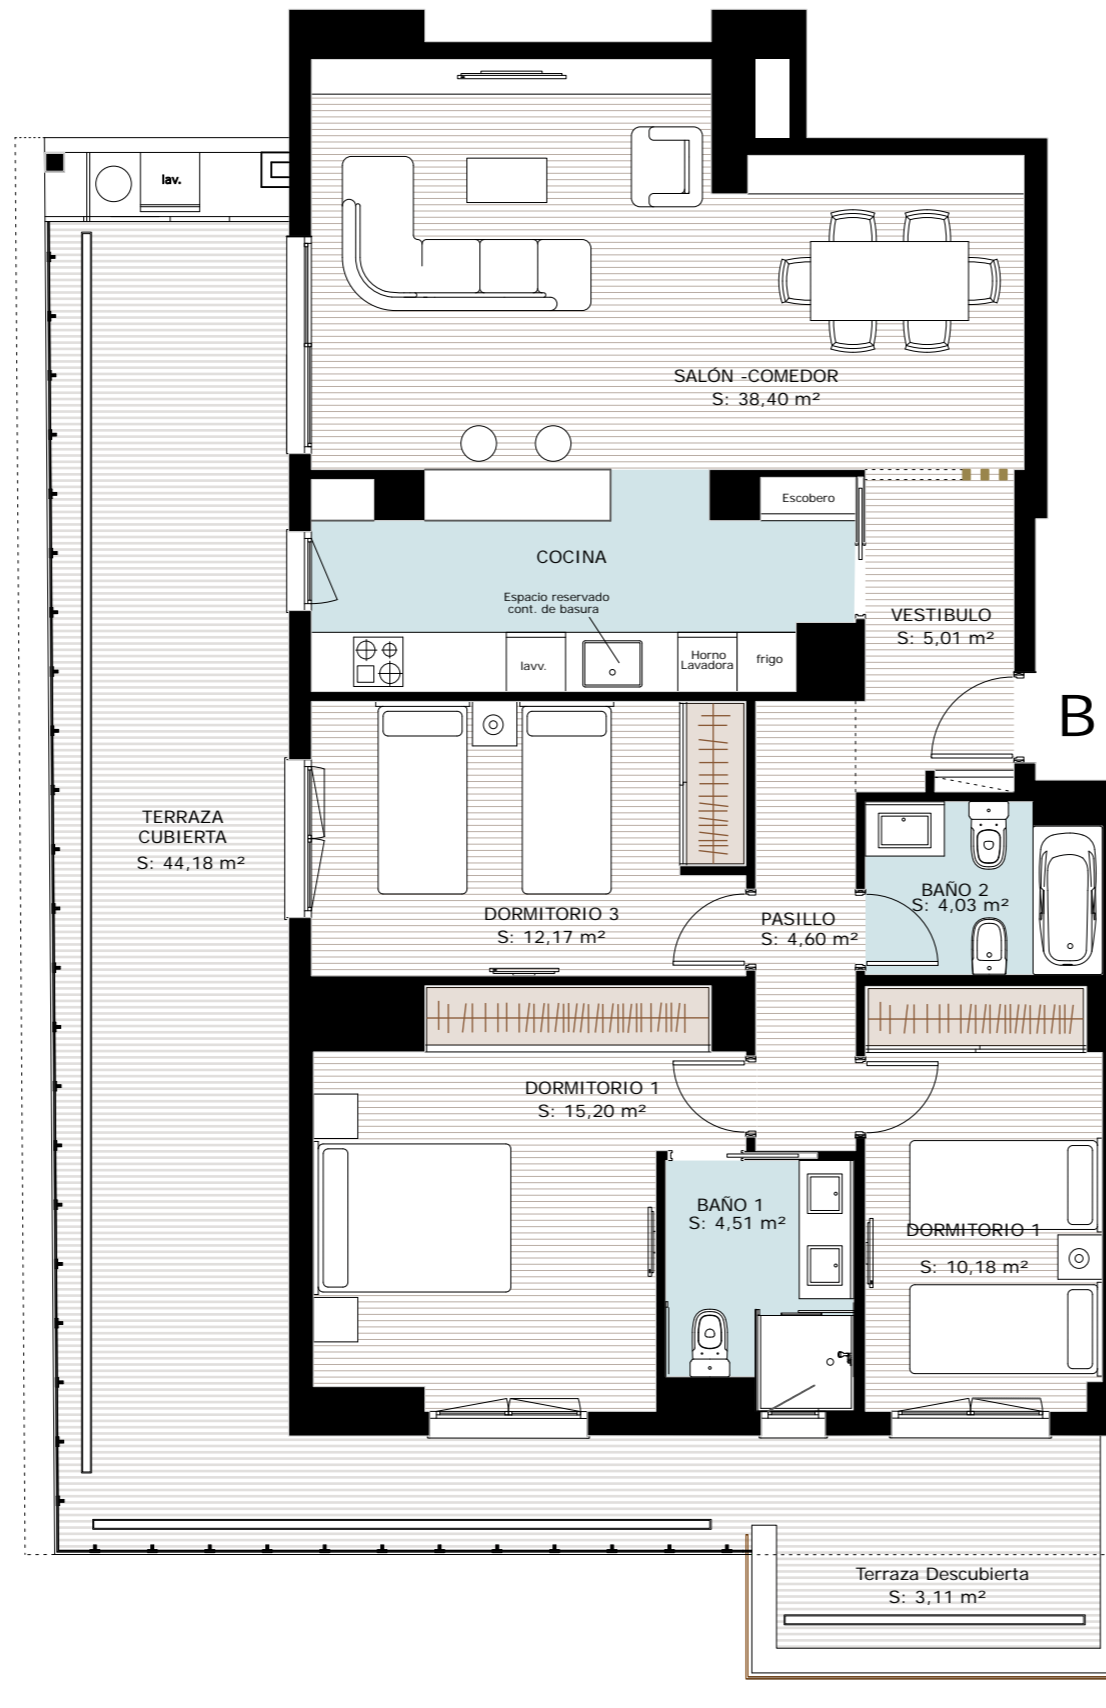 lav.
SALÓN -COMEDOR
S: 38,40 m²
Escobero
COCINA
Espacio reservado
cont. de basura
VESTIBULO
S: 5,01 m²
lavv.
Horno
Lavadora
frigo
B
TERRAZA
CUBIERTA
S: 44,18 m²
DORMITORIO 3
S: 12,17 m²
PASILLO
S: 4,60 m²
BAÑO 2
S: 4,03 m²
DORMITORIO 1
S: 15,20 m²
BAÑO 1
S: 4,51 m²
DORMITORIO 1
S: 10,18 m²
Terraza Descubierta
S: 3,11 m²